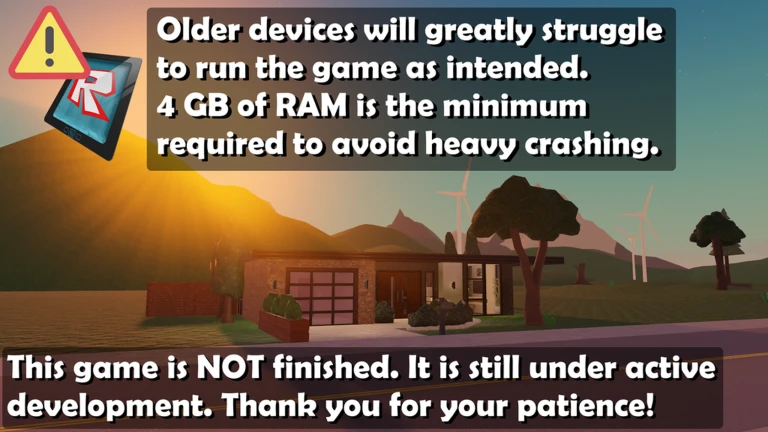 Older devices will greatly struggle
to run the game as intended.
4 GB of RAM is the minimum
required to avoid heavy crashing.
R
This game is NOT finished. It is still under active
development. Thank you for your patience!